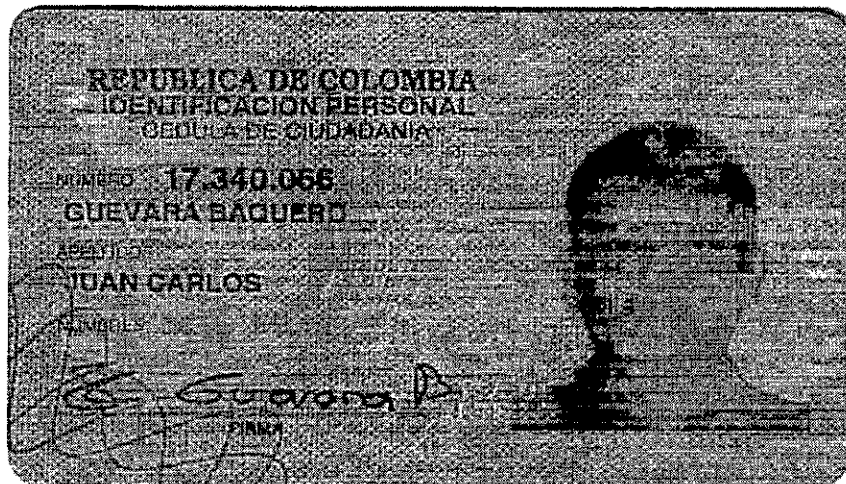 REPUBLICA DE COLOMBIA
IDENTIFICACION PERSONAL
CEDULA DE CIUDADANIA
NUMERO 17.340.066
GUEVARA BAQUERO
APELLIDOS
JUAN CARLOS
NOMBRES
Guevara B.
FIRMA